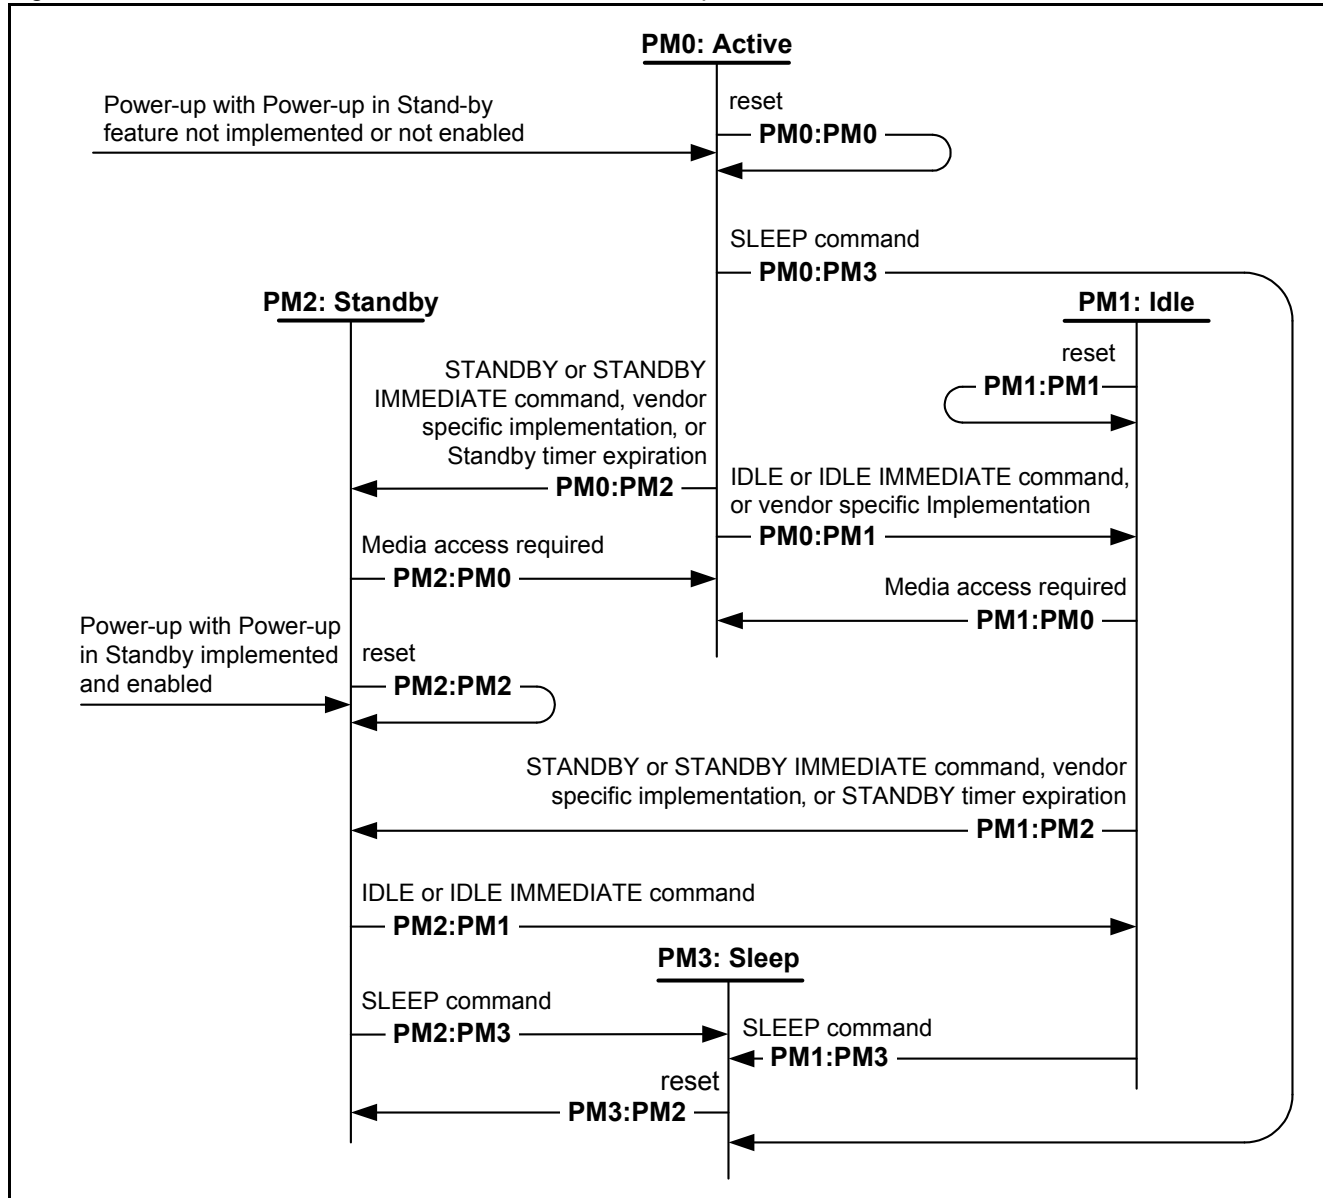 PM0: Active
Power-up with Power-up in Stand-by
feature not implemented or not enabled
reset
PM0:PM0
SLEEP command
PM0:PM3
PM2: Standby
PM1: Idle
reset
PM1:PM1
STANDBY or STANDBY
IMMEDIATE command, vendor
specific implementation, or
Standby timer expiration
PM0:PM2
IDLE or IDLE IMMEDIATE command,
or vendor specific Implementation
PM0:PM1
Media access required
PM2:PM0
Media access required
PM1:PM0
Power-up with Power-up
in Standby implemented
and enabled
reset
PM2:PM2
STANDBY or STANDBY IMMEDIATE command, vendor
specific implementation, or STANDBY timer expiration
PM1:PM2
IDLE or IDLE IMMEDIATE command
PM2:PM1
PM3: Sleep
SLEEP command
PM2:PM3
SLEEP command
PM1:PM3
reset
PM3:PM2